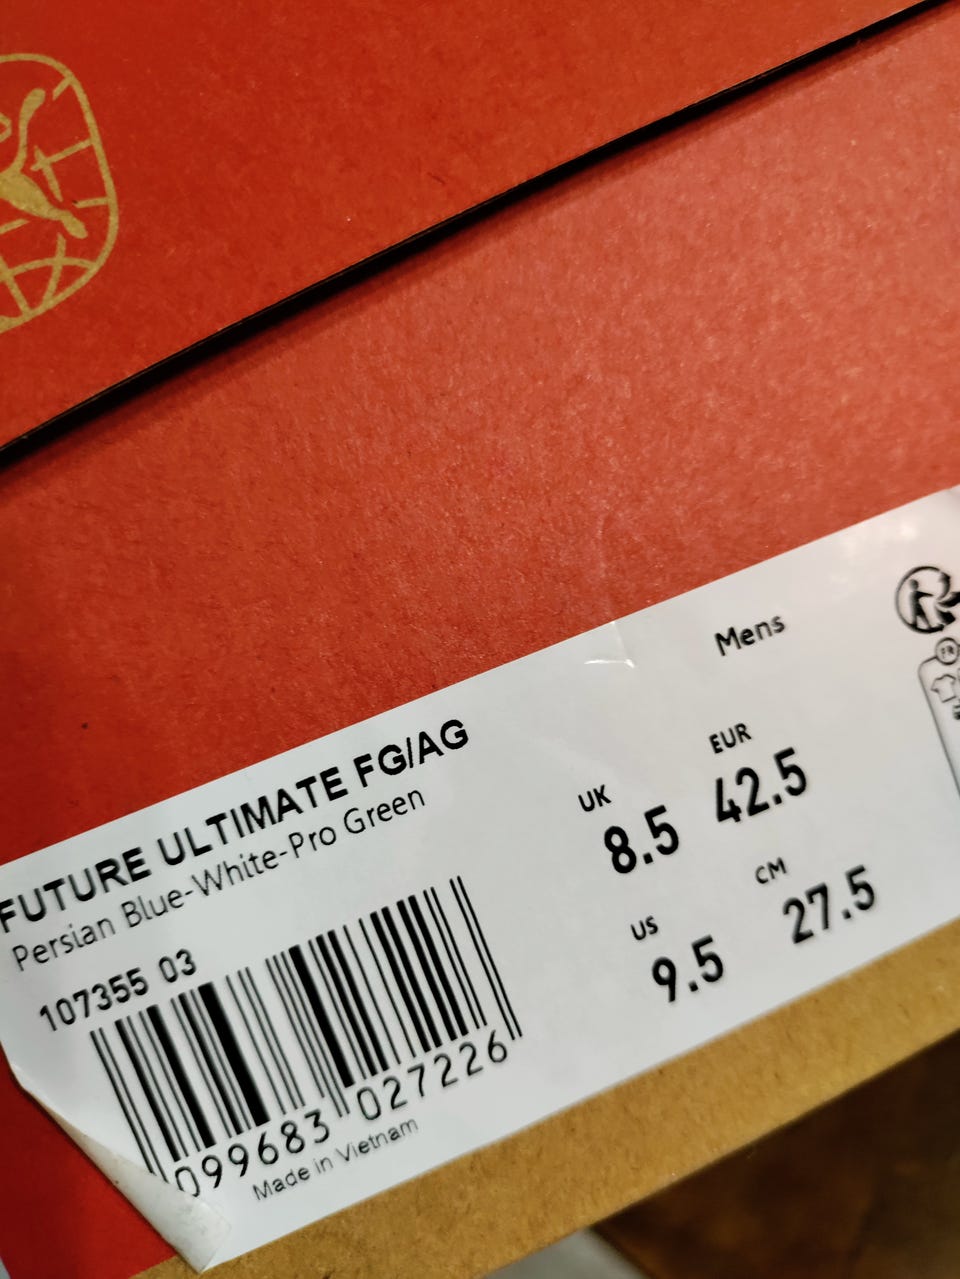 Mens
FR
FUTURE ULTIMATE FG/AG
Persian Blue-White-Pro Green
107355 03
099683 027226
Made in Vietnam
UK
8.5
EUR
42.5
US
9.5
CM
27.5